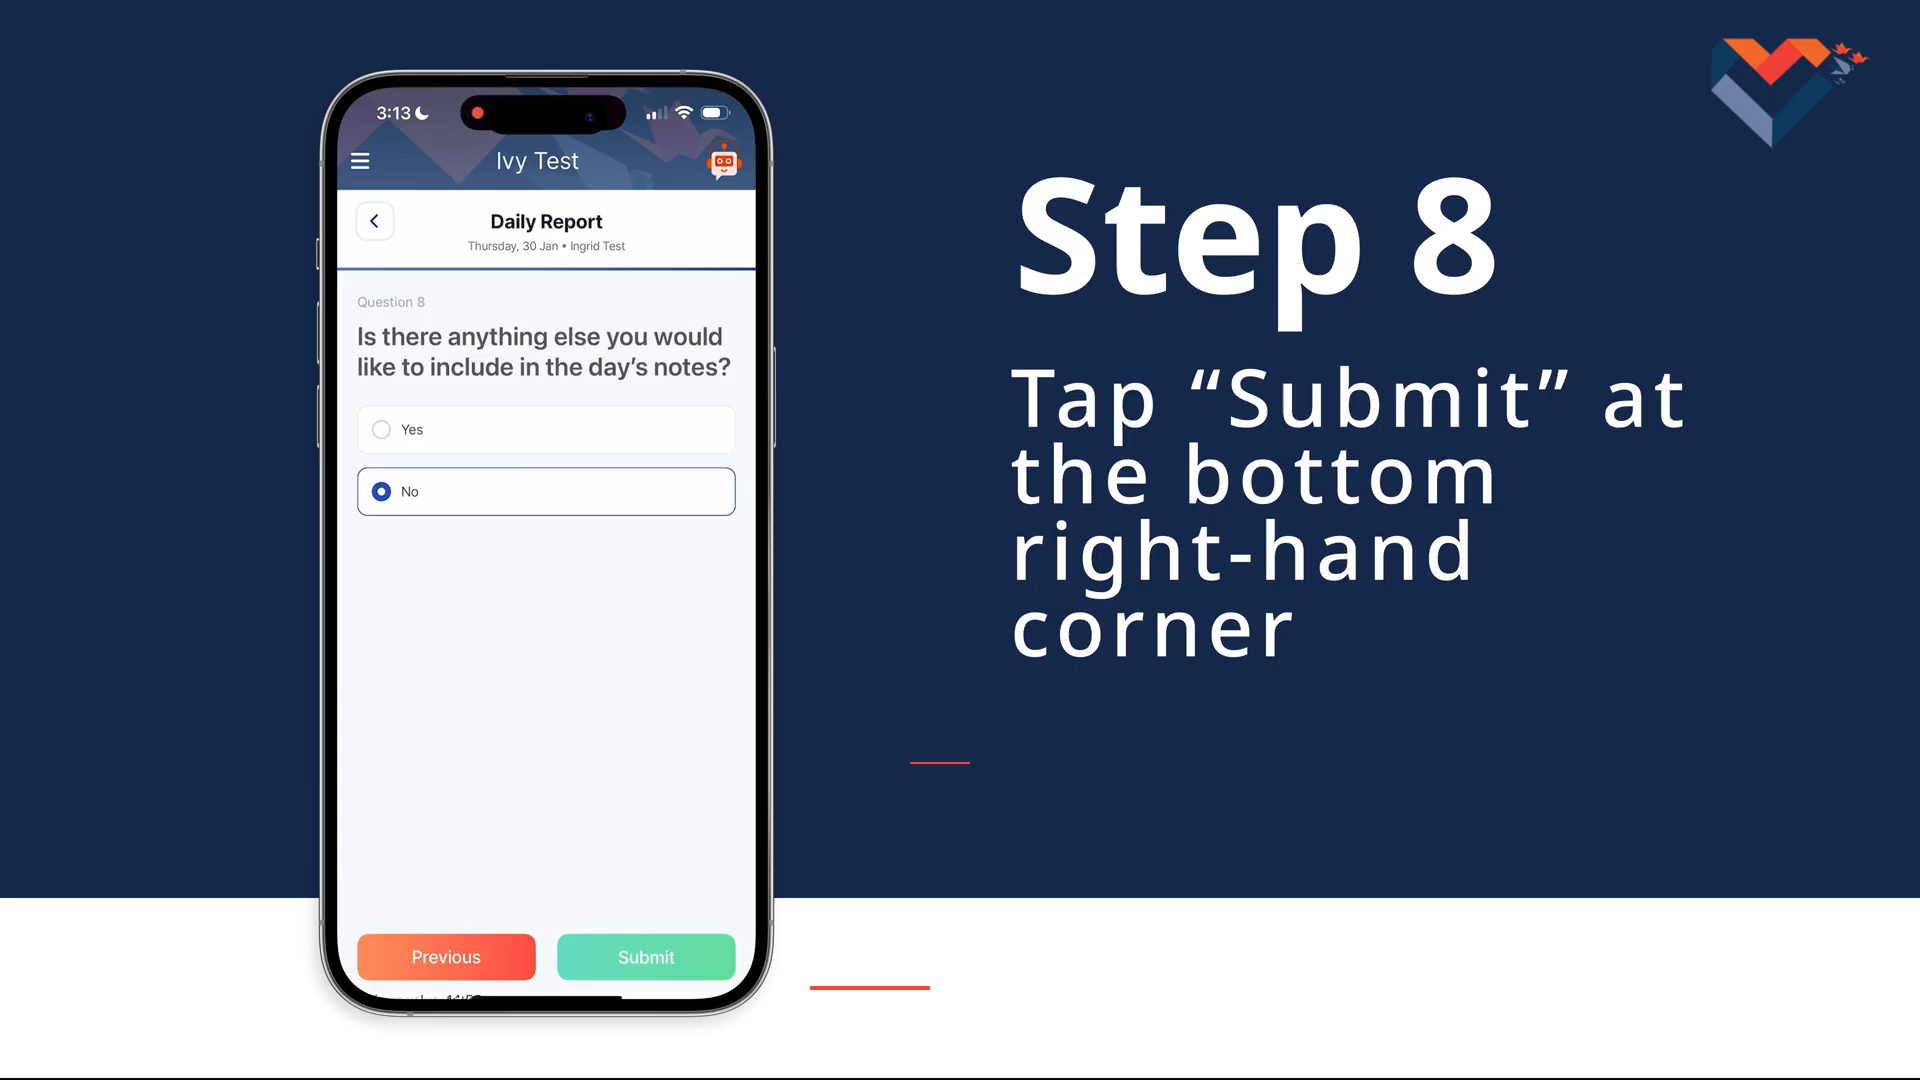 3:13
Ivy Test
Daily Report
Thursday, 30 Jan • Ingrid Test
Question 8
Is there anything else you would
like to include in the day’s notes?
Yes
No
Previous
Submit
Step 8
Tap “Submit” at
the bottom
right-hand
corner